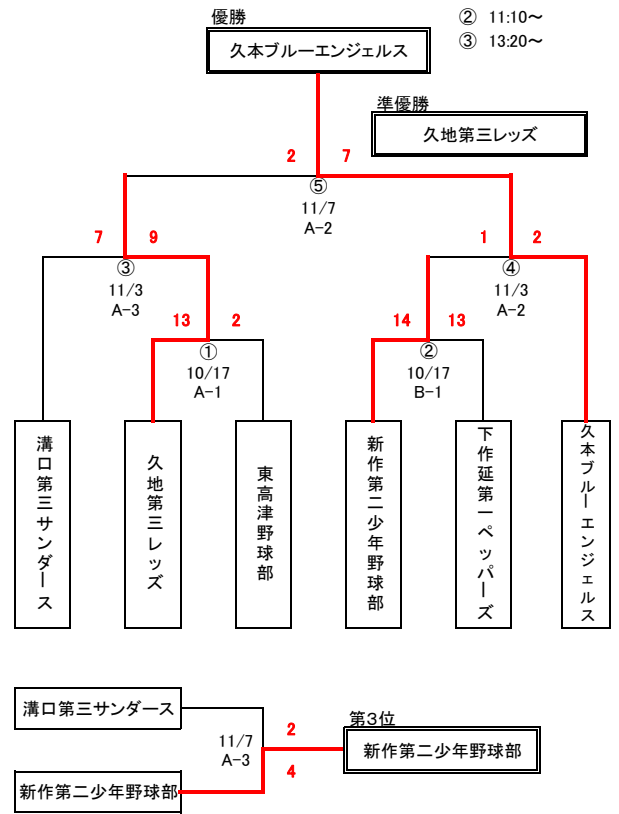 優勝
② 11:10～
③ 13:20～
久本ブルーエンジェルス
準優勝
久地第三レッズ
2 7
⑤
11/7
A-2
7 9
1 2
③
11/3
A-3
④
11/3
A-2
13 2
14 13
①
10/17
A-1
②
10/17
B-1
溝口第三サンダース
久地第三レッズ
東高津野球部
新作第二少年野球部
下作延第一ペッパーズ
久本ブルーエンジェルス
溝口第三サンダース
第3位
11/7
A-3
2
新作第二少年野球部
4
新作第二少年野球部